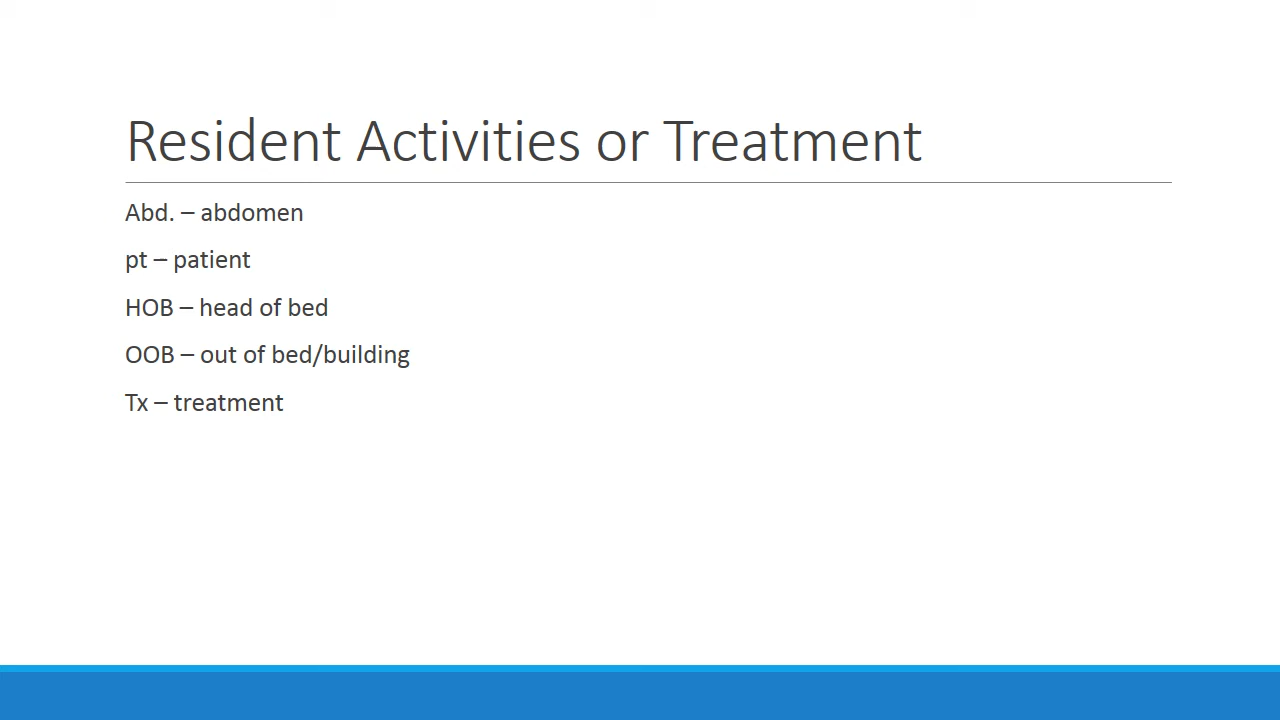 Resident Activities or Treatment
Abd. – abdomen
pt – patient
HOB – head of bed
OOB – out of bed/building
Tx – treatment